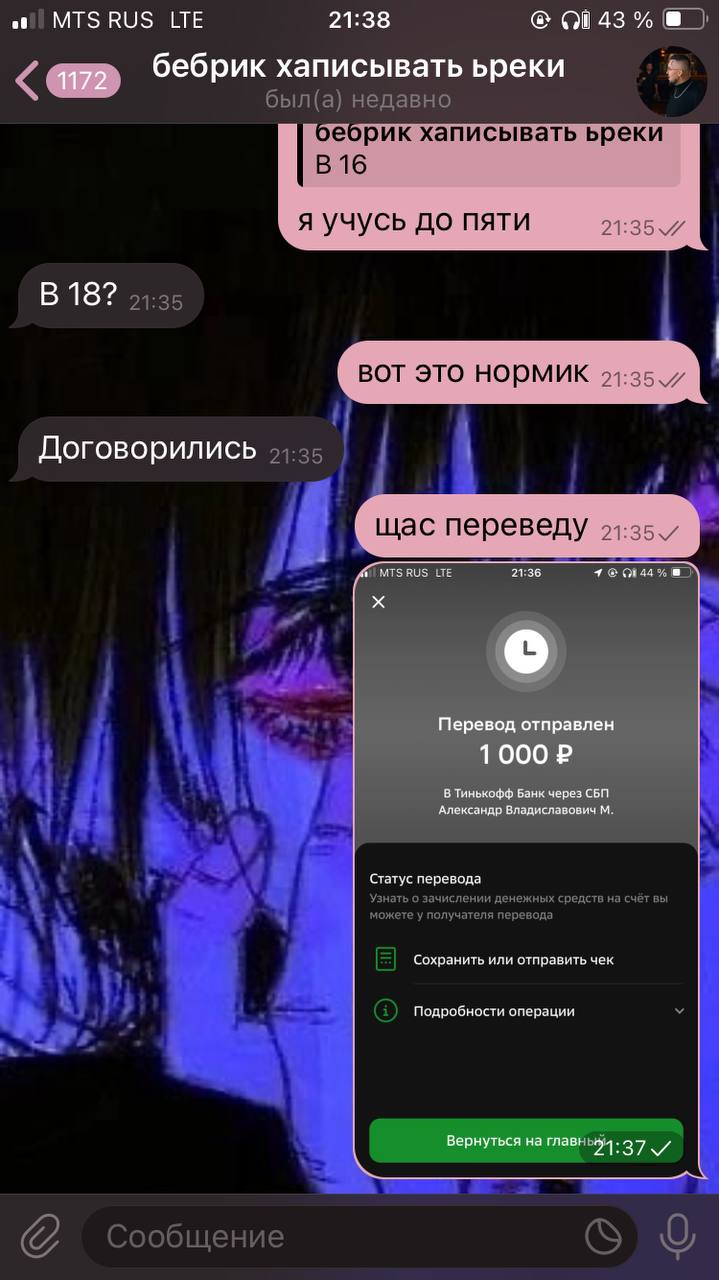 MTS RUS LTE 21:38 43 %
1172 бебрик хаписывать ьреки
был(а) недавно
бебрик хаписывать ьреки
В 16
я учусь до пяти 21:35
В 18? 21:35
вот это нормик 21:35
Договорились 21:35
щас переведу 21:35
MTS RUS LTE 21:36 44 %
Перевод отправлен
1 000 ₽
В Тинькофф Банк через СБП
Александр Владиславович М.
Статус перевода
Узнать о зачислении денежных средств на счёт вы
можете у получателя перевода
Сохранить или отправить чек
Подробности операции
Вернуться на главный
21:37
Сообщение